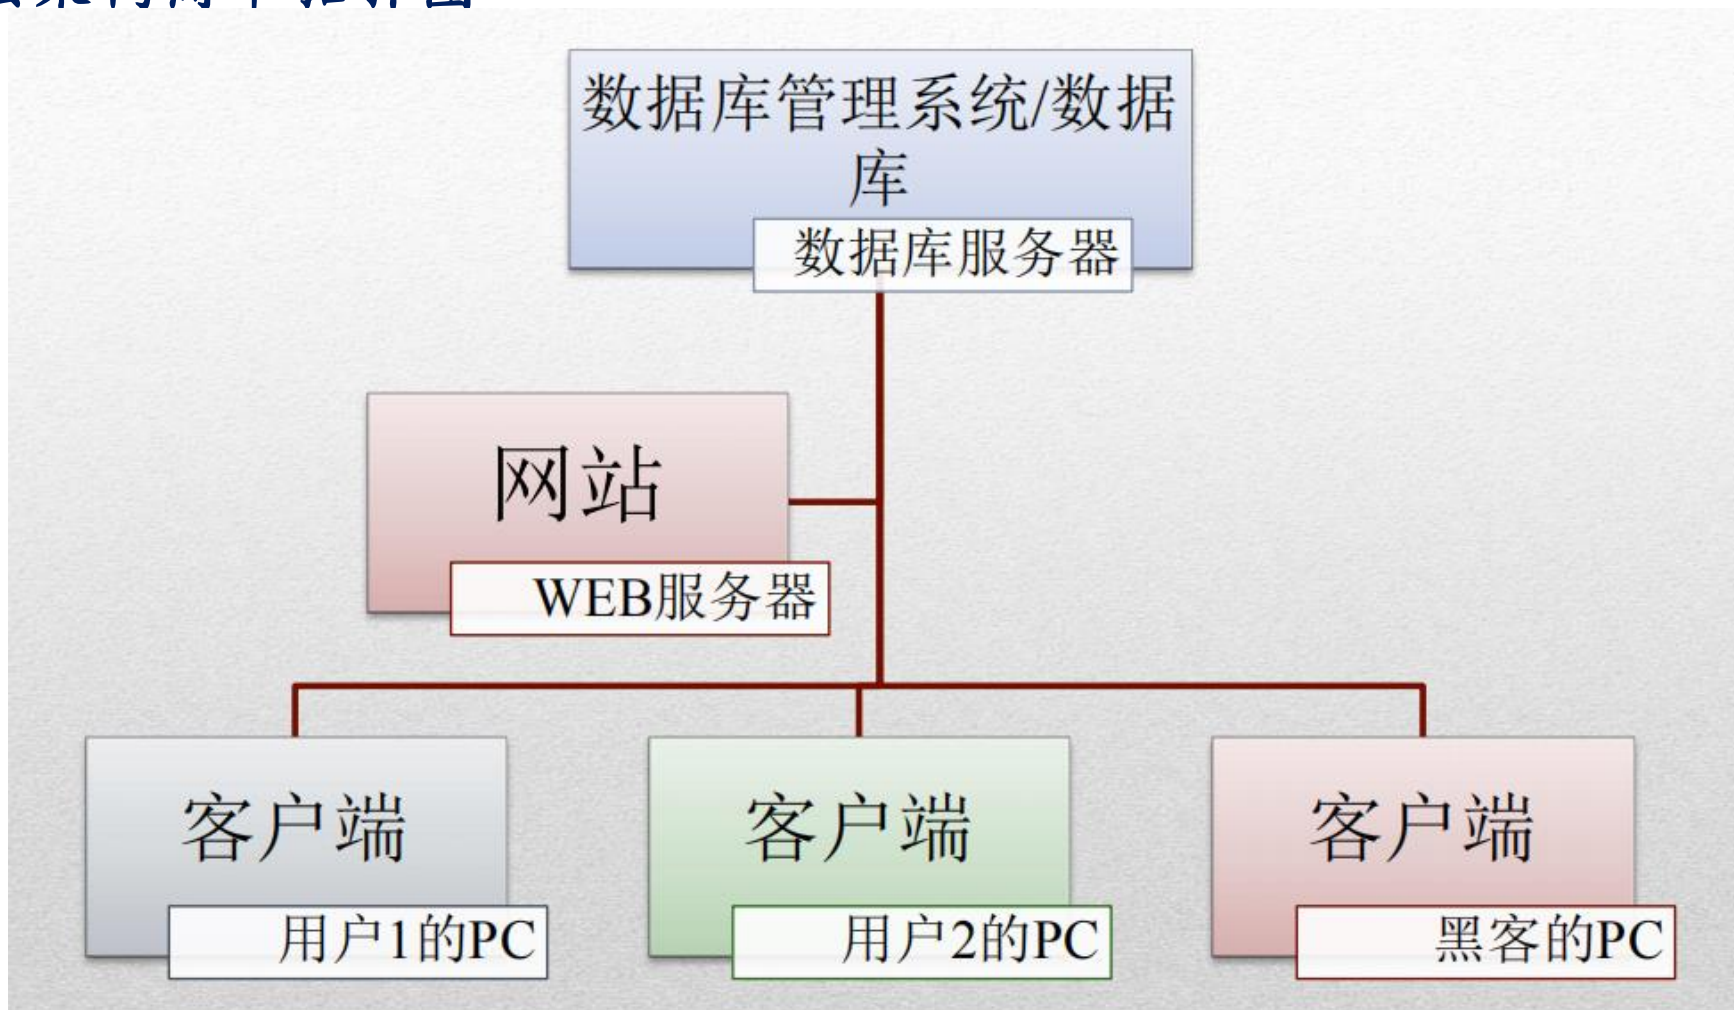 数据库管理系统/数据
库
数据库服务器
网站
WEB服务器
客户端
用户1的PC
客户端
用户2的PC
客户端
黑客的PC